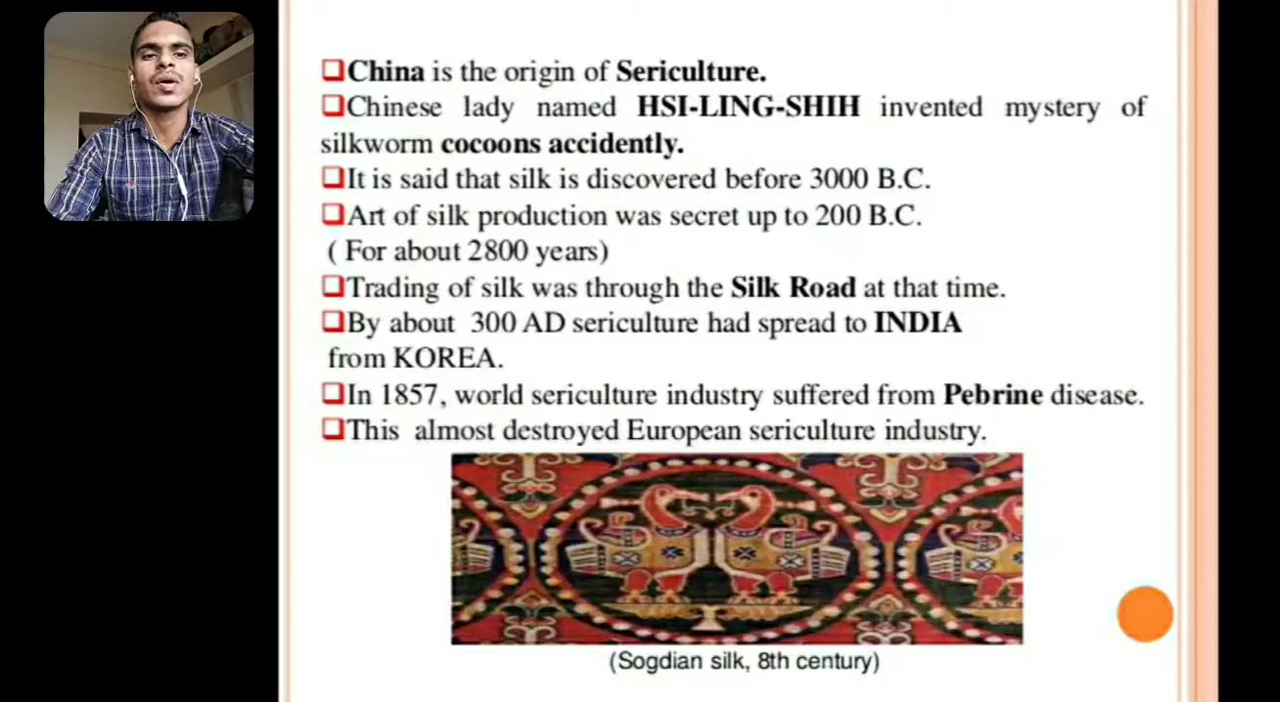 China is the origin of Sericulture.
Chinese lady named HSI-LING-SHIH invented mystery of
silkworm cocoons accidently.
It is said that silk is discovered before 3000 B.C.
Art of silk production was secret up to 200 B.C.
( For about 2800 years)
Trading of silk was through the Silk Road at that time.
By about 300 AD sericulture had spread to INDIA
from KOREA.
In 1857, world sericulture industry suffered from Pebrine disease.
This almost destroyed European sericulture industry.
(Sogdian silk, 8th century)